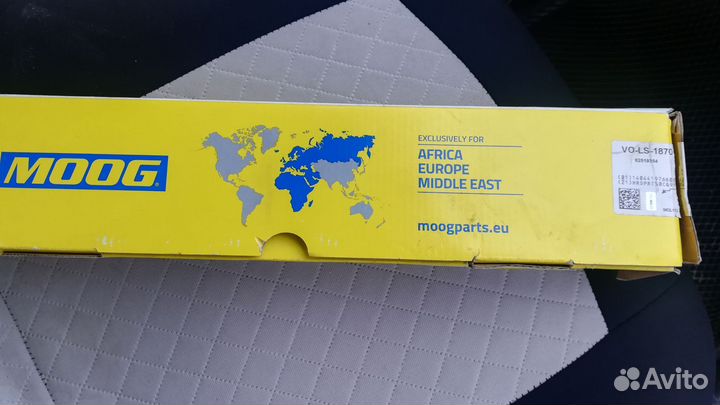 MOOG
EXCLUSIVELY FOR
AFRICA
EUROPE
MIDDLE EAST
moogparts.eu
VO-LS-1870
Avito